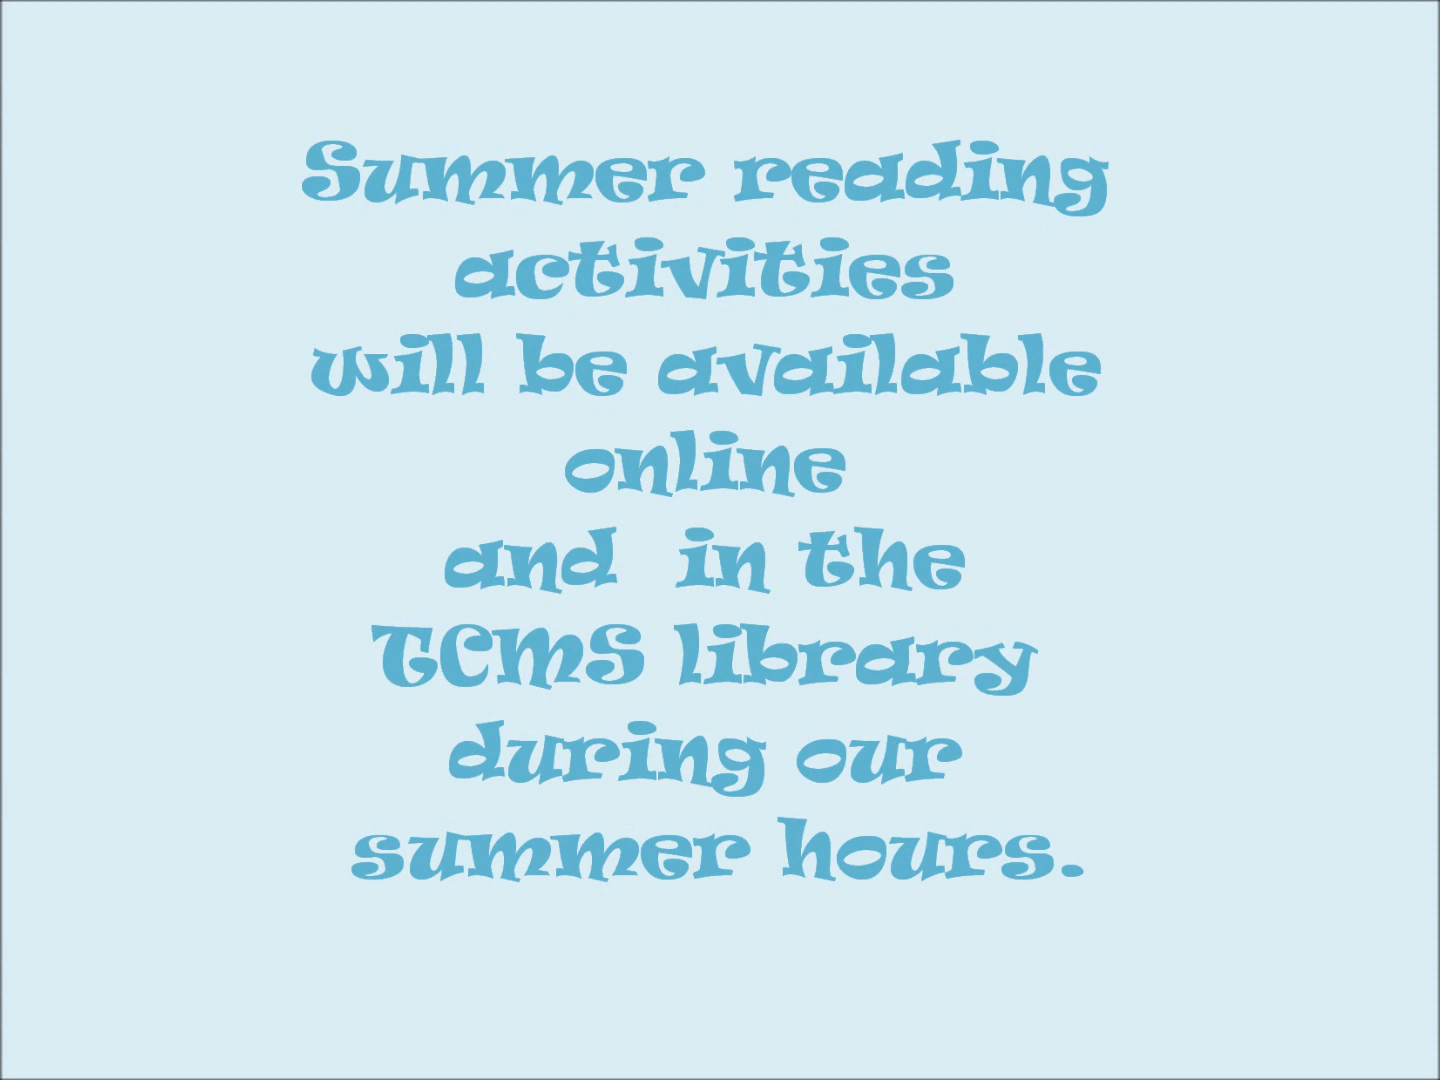 Summer reading
activities
will be available
online
and  in the
TCMS library
during our
summer hours.